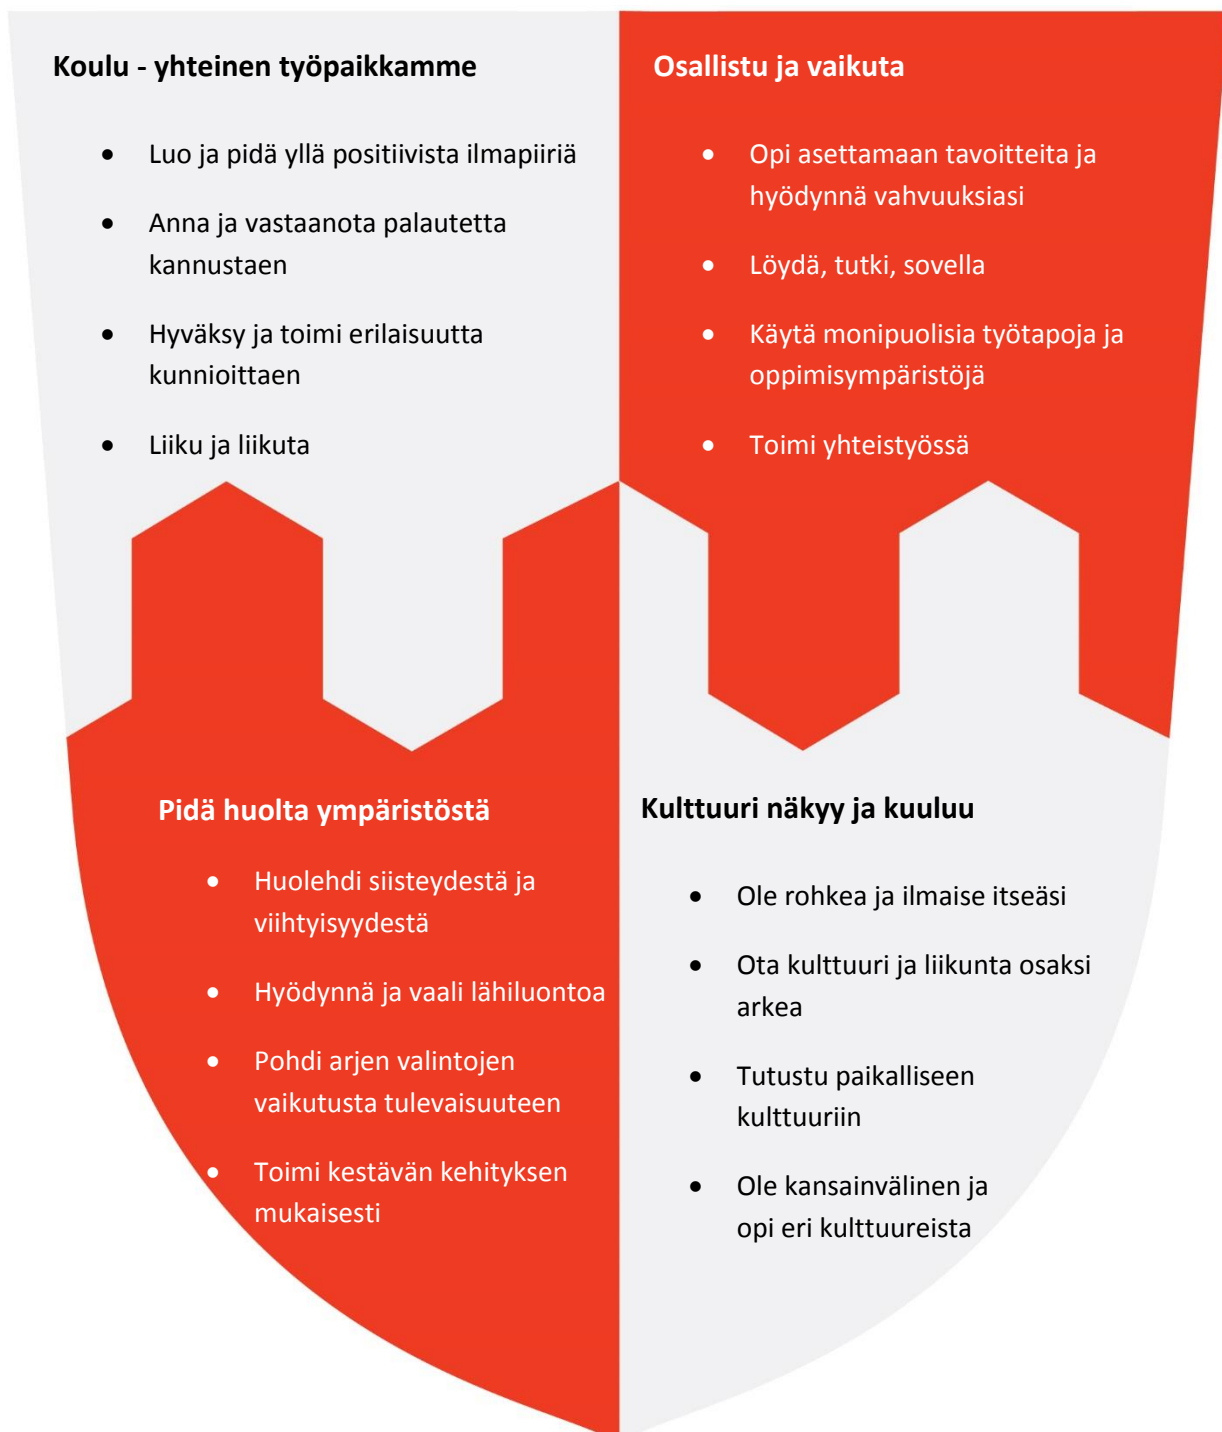 Koulu - yhteinen työpaikkamme
• Luo ja pidä yllä positiivista ilmapiiriä
• Anna ja vastaanota palautetta
kannustaen
• Hyväksy ja toimi erilaisuutta
kunnioittaen
• Liiku ja liikuta
Osallistu ja vaikuta
• Opi asettamaan tavoitteita ja
hyödynnä vahvuuksiasi
• Löydä, tutki, sovella
• Käytä monipuolisia työtapoja ja
oppimisympäristöjä
• Toimi yhteistyössä
Pidä huolta ympäristöstä
• Huolehdi siisteydestä ja
viihtyisyydestä
• Hyödynnä ja vaali lähiluontoa
• Pohdi arjen valintojen
vaikutusta tulevaisuuteen
• Toimi kestävän kehityksen
mukaisesti
Kulttuuri näkyy ja kuuluu
• Ole rohkea ja ilmaise itseäsi
• Ota kulttuuri ja liikunta osaksi
arkea
• Tutustu paikalliseen
kulttuuriin
• Ole kansainvälinen ja
opi eri kulttuureista